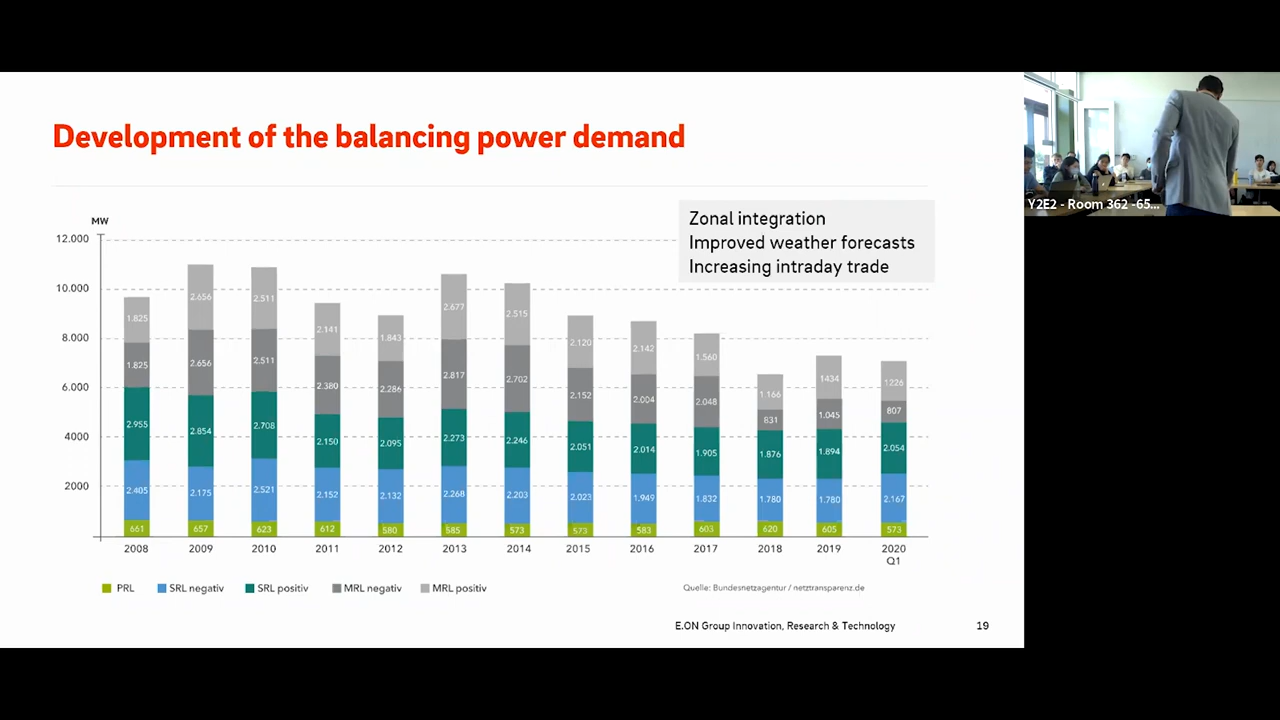 Development of the balancing power demand
Zonal integration
Improved weather forecasts
Increasing intraday trade
MW
12.000
10.000
8.000
6.000
4000
2000
1.825 2.656 2.511 2.141 1.843 2.677 2.515 2.120 2.142 1.560 1.166 1434 1226
1.825 2.656 2.511 2.380 2.286 2.817 2.702 2.152 2.004 2.048 831 1.045 807
2.955 2.854 2.708 2.150 2.095 2.273 2.246 2.051 2.014 1.905 1.876 1.894 2.054
2.405 2.175 2.521 2.152 2.132 2.268 2.203 2.023 1.949 1.832 1.780 1.780 2.167
661 657 623 612 580 585 573 573 583 603 620 605 573
2008 2009 2010 2011 2012 2013 2014 2015 2016 2017 2018 2019 2020
Q1
PRL SRL negativ SRL positiv MRL negativ MRL positiv
Quelle: Bundesnetzagentur / netztransparenz.de
E.ON Group Innovation, Research & Technology 19
Y2E2 - Room 362 -65...